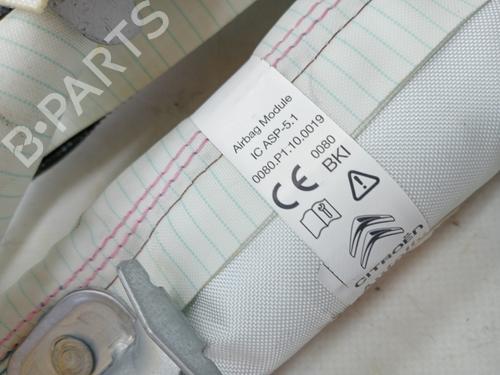 B-PARTS
Airbag Module
IC ASP-5.1
0080.P1.10.0019
CE 0080
BKI
CITROËN